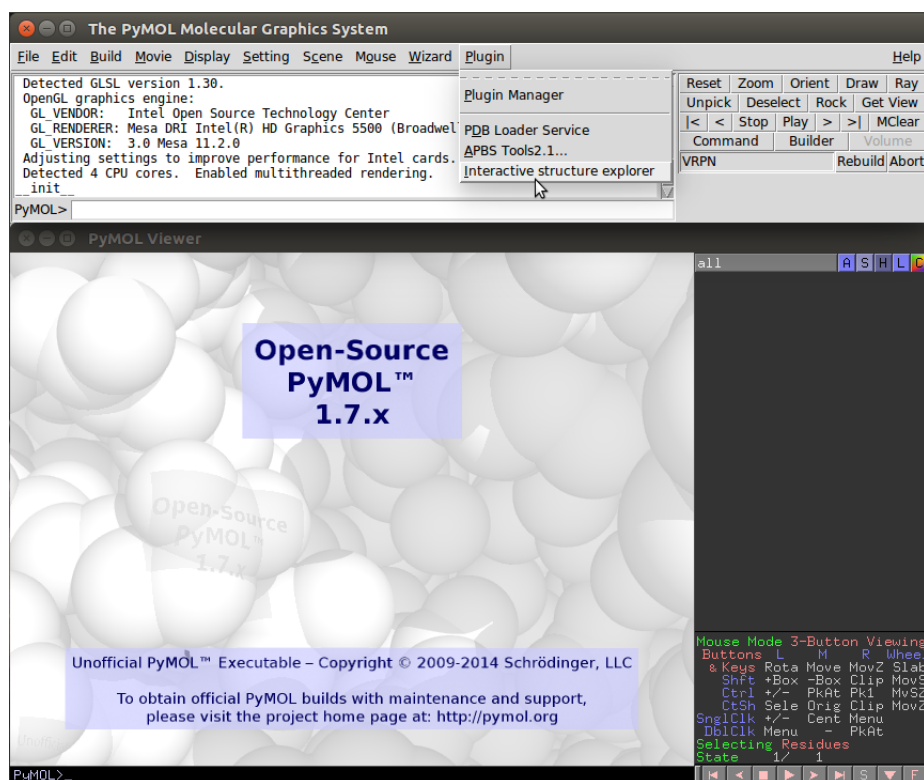 The PyMOL Molecular Graphics System
File Edit Build Movie Display Setting Scene Mouse Wizard Plugin Help
Detected GLSL version 1.30.
OpenGL graphics engine:
GL_VENDOR: Intel Open Source Technology Center
GL_RENDERER: Mesa DRI Intel(R) HD Graphics 5500 (Broadwel
GL_VERSION: 3.0 Mesa 11.2.0
Adjusting settings to improve performance for Intel cards.
Detected 4 CPU cores. Enabled multithreaded rendering.
__init__
PyMOL>
Plugin Manager
PDB Loader Service
APBS Tools2.1...
Interactive structure explorer
Reset Zoom Orient Draw Ray
Unpick Deselect Rock Get View
|< < Stop Play > >| MClear
Command Builder Volume
VRPN Rebuild Abort
PyMOL Viewer
all A S H L C
Open-Source
PyMOL™
1.7.x
Open-Source
PyMOL™
1.7.x
Unofficial PyMOL™ Executable – Copyright © 2009-2014 Schrödinger, LLC
To obtain official PyMOL builds with maintenance and support,
please visit the project home page at: http://pymol.org
Unoffi
Mouse Mode 3-Button Viewing
Buttons L M R Wheel
& Keys Rota Move MovZ Slab
Shft +Box -Box Clip MovS
Ctrl +/- PkAt Pk1 MvSZ
CtSh Sele Orig Clip MovZ
SnglClk +/- Cent Menu
DblClk Menu - PkAt
Selecting Residues
State 1/ 1
PyMOL>_
S F